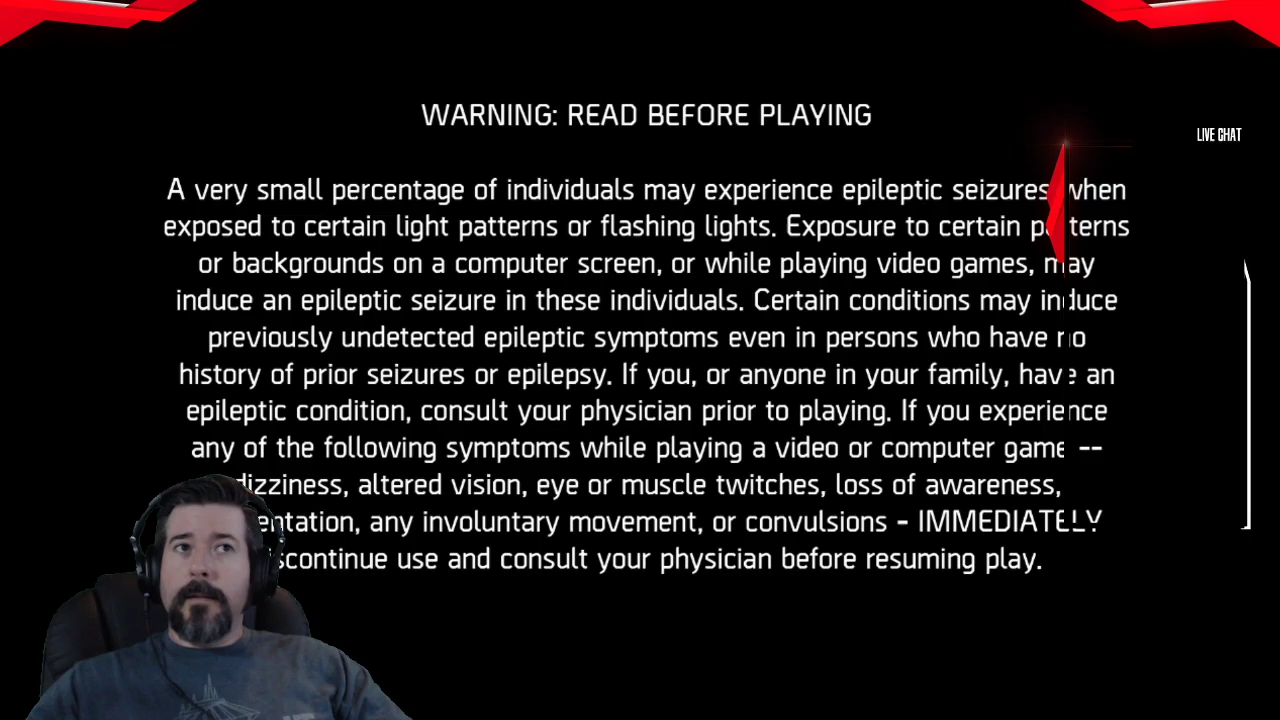 WARNING: READ BEFORE PLAYING
LIVE CHAT
A very small percentage of individuals may experience epileptic seizures when
exposed to certain light patterns or flashing lights. Exposure to certain patterns
or backgrounds on a computer screen, or while playing video games, may
induce an epileptic seizure in these individuals. Certain conditions may induce
previously undetected epileptic symptoms even in persons who have no
history of prior seizures or epilepsy. If you, or anyone in your family, have an
epileptic condition, consult your physician prior to playing. If you experience
any of the following symptoms while playing a video or computer game --
dizziness, altered vision, eye or muscle twitches, loss of awareness,
entation, any involuntary movement, or convulsions - IMMEDIATELY
scontinue use and consult your physician before resuming play.